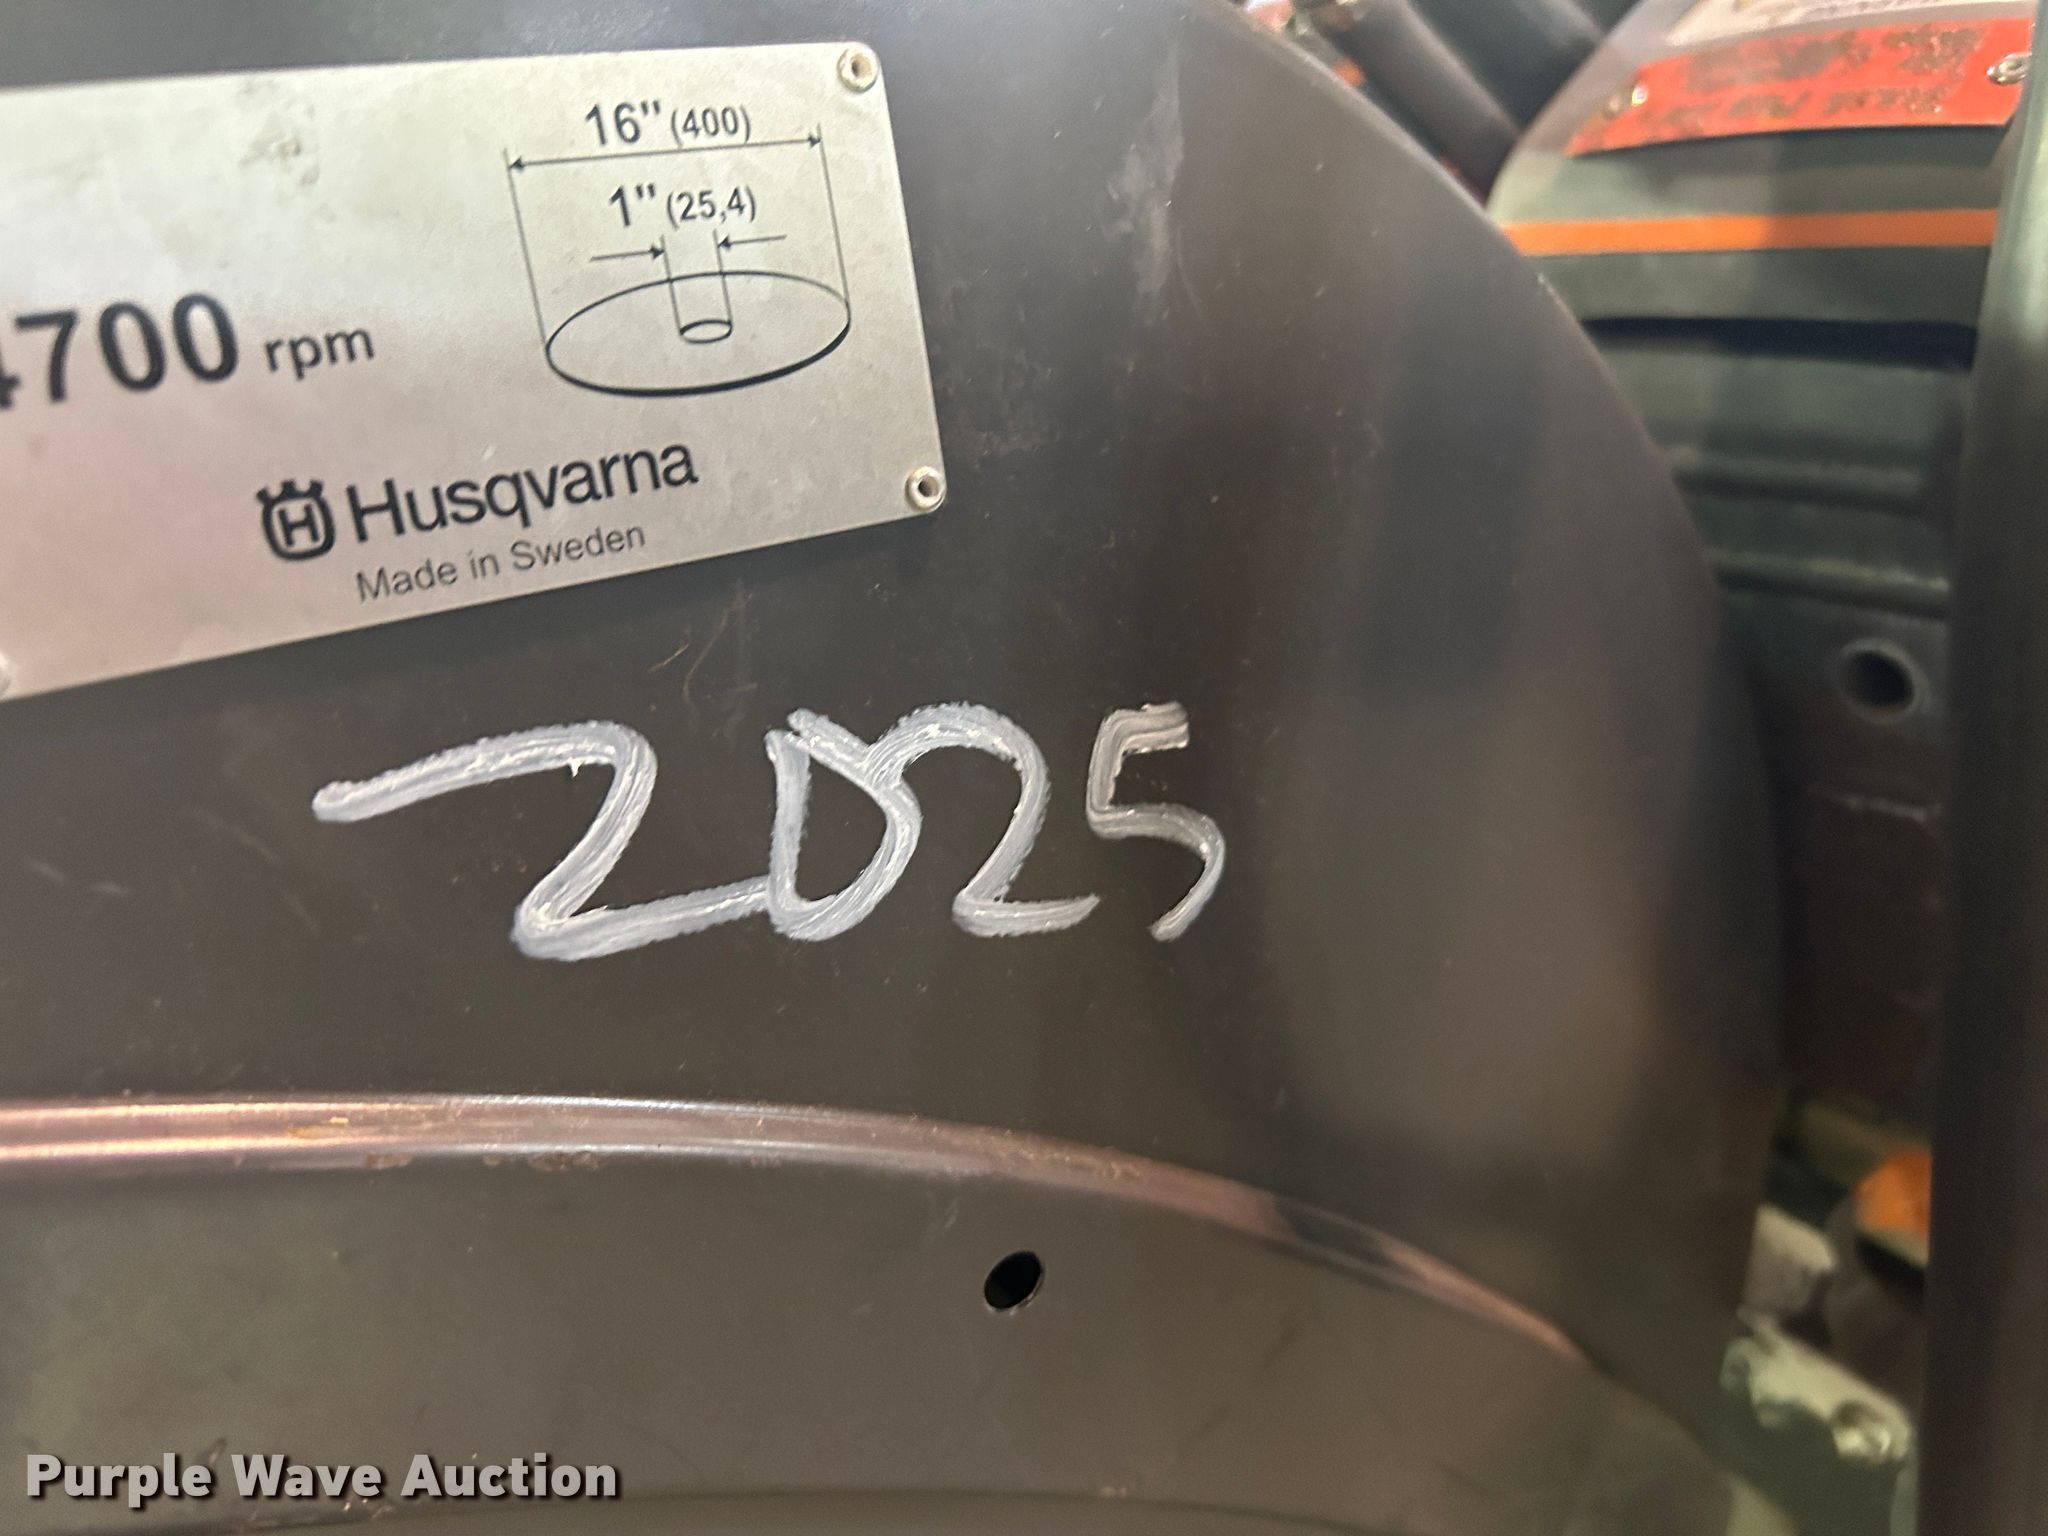 16" (400)
1" (25,4)
4700 rpm
Husqvarna
Made in Sweden
2025
Purple Wave Auction